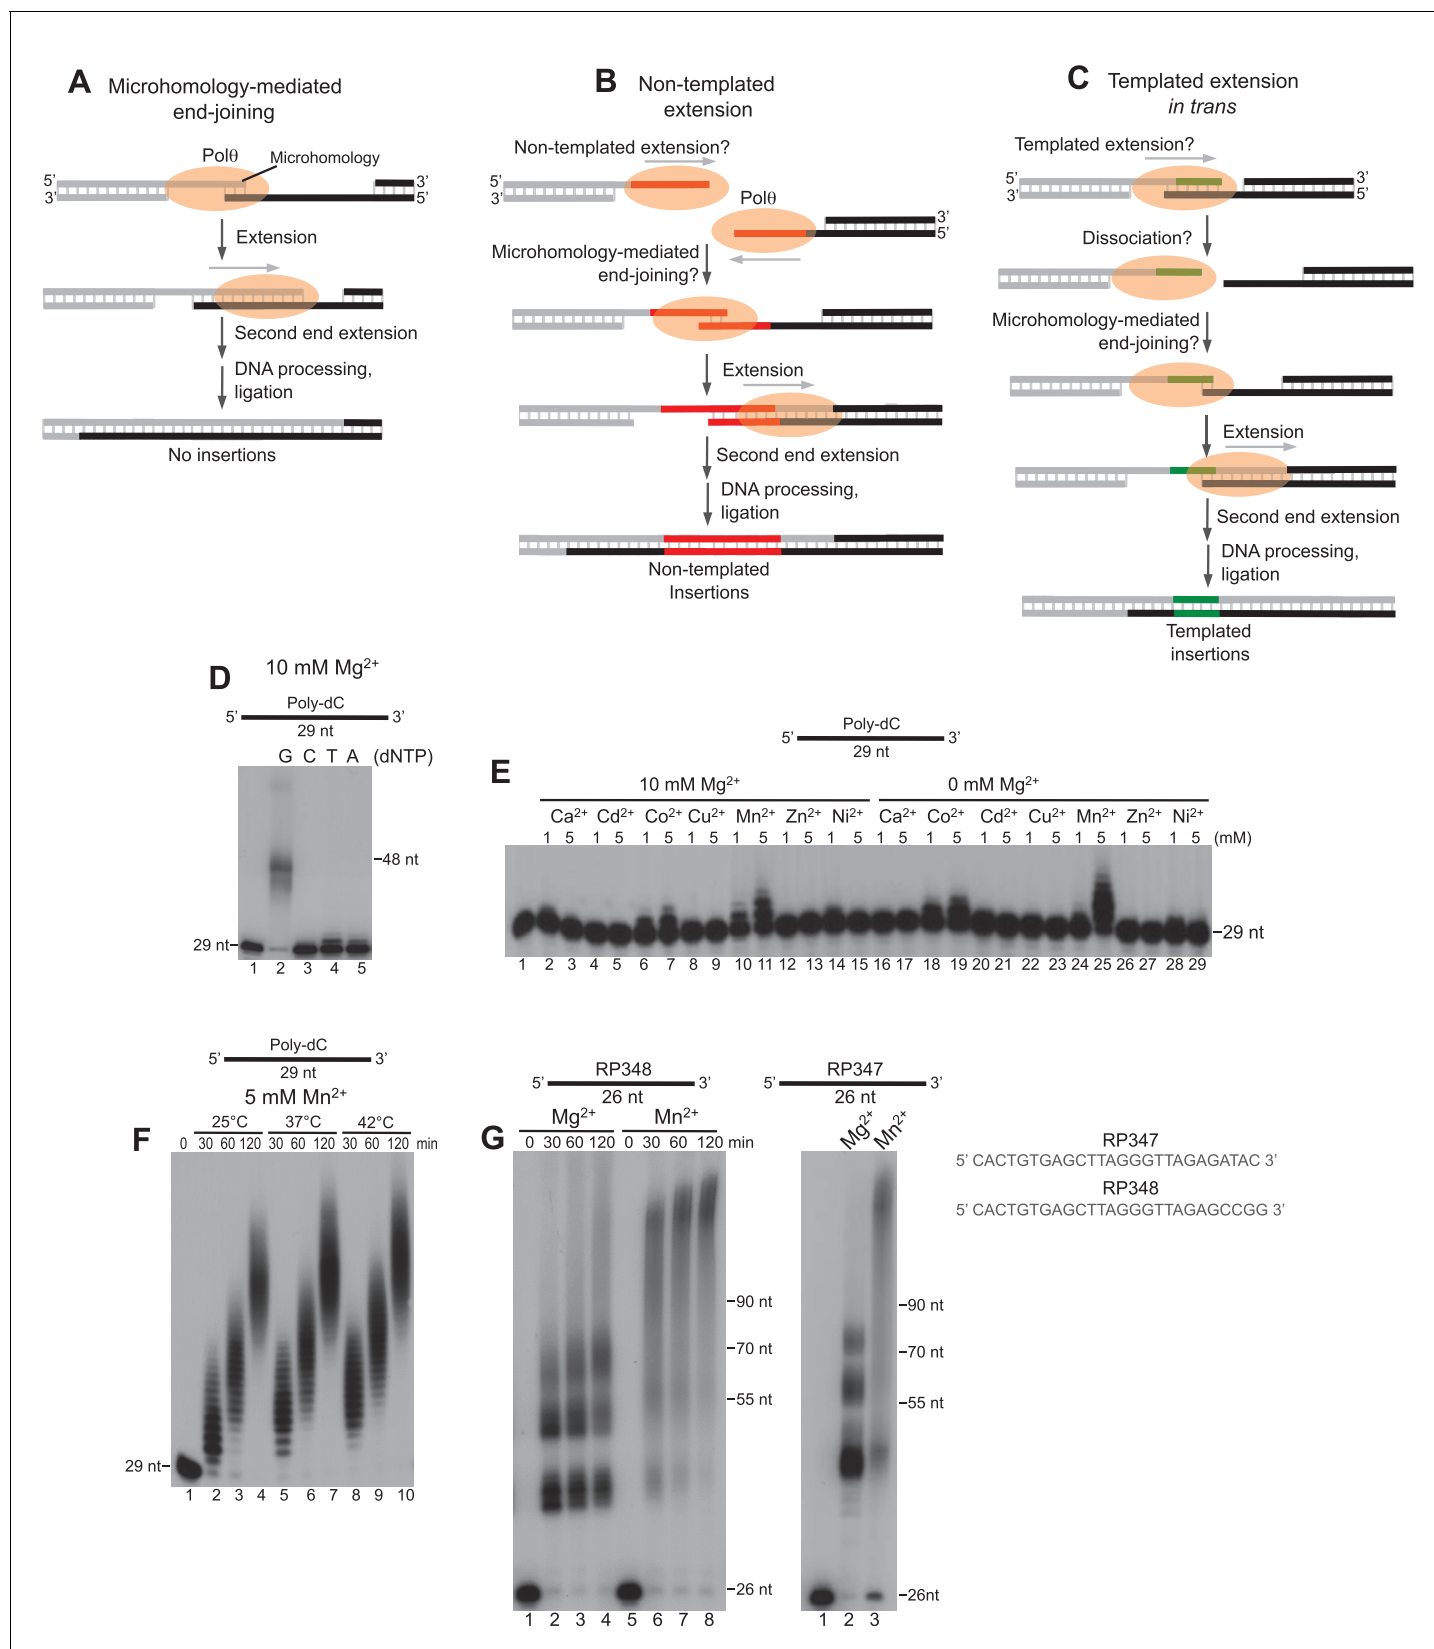 A
Microhomology-mediated
end-joining
Polθ
Microhomology
5’
3’
3’
5’
Extension
Second end extension
DNA processing,
ligation
No insertions
B
Non-templated
extension
Non-templated extension?
5’
3’
Polθ
3’
5’
Microhomology-mediated
end-joining?
Extension
Second end extension
DNA processing,
ligation
Non-templated
Insertions
C
Templated extension
in trans
Templated extension?
5’
3’
3’
5’
Dissociation?
Microhomology-mediated
end-joining?
Extension
Second end extension
DNA processing,
ligation
Templated
insertions
D
10 mM Mg2+
Poly-dC
5’ 3’
29 nt
G C T A (dNTP)
48 nt
29 nt
1 2 3 4 5
E
Poly-dC
5’ 3’
29 nt
10 mM Mg2+ 0 mM Mg2+
Ca2+ Cd2+ Co2+ Cu2+ Mn2+ Zn2+ Ni2+ Ca2+ Co2+ Cd2+ Cu2+ Mn2+ Zn2+ Ni2+
1 5 1 5 1 5 1 5 1 5 1 5 1 5 1 5 1 5 1 5 1 5 1 5 1 5 1 5 (mM)
29 nt
1 2 3 4 5 6 7 8 9 10 11 12 13 14 15 16 17 18 19 20 21 22 23 24 25 26 27 28 29
F
Poly-dC
5’ 3’
29 nt
5 mM Mn2+
25°C 37°C 42°C
0 30 60 120 30 60 120 30 60 120 min
29 nt
1 2 3 4 5 6 7 8 9 10
G
RP348
5’ 3’
26 nt
Mg2+ Mn2+
0 30 60 120 0 30 60 120 min
90 nt
70 nt
55 nt
26 nt
1 2 3 4 5 6 7 8
RP347
5’ 3’
26 nt
Mg2+ Mn2+
90 nt
70 nt
55 nt
26nt
1 2 3
RP347
5’ CACTGTGAGCTTAGGGTTAGAGATAC 3’
RP348
5’ CACTGTGAGCTTAGGGTTAGAGCCGG 3’